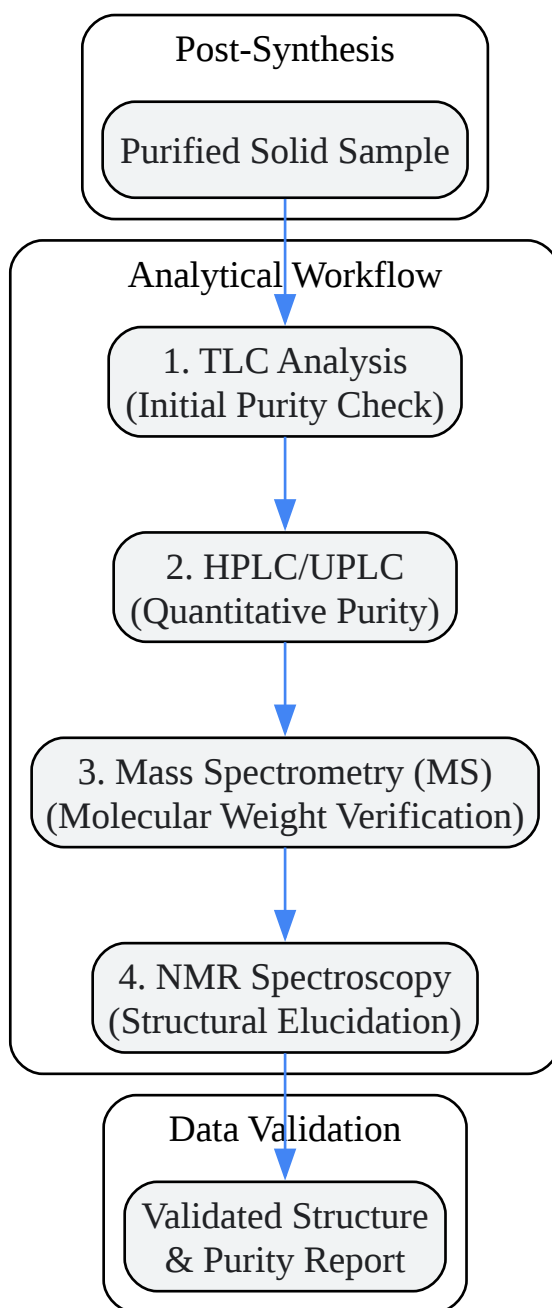 Post-Synthesis
Purified Solid Sample
Analytical Workflow
1. TLC Analysis
(Initial Purity Check)
2. HPLC/UPLC
(Quantitative Purity)
3. Mass Spectrometry (MS)
(Molecular Weight Verification)
4. NMR Spectroscopy
(Structural Elucidation)
Data Validation
Validated Structure
& Purity Report